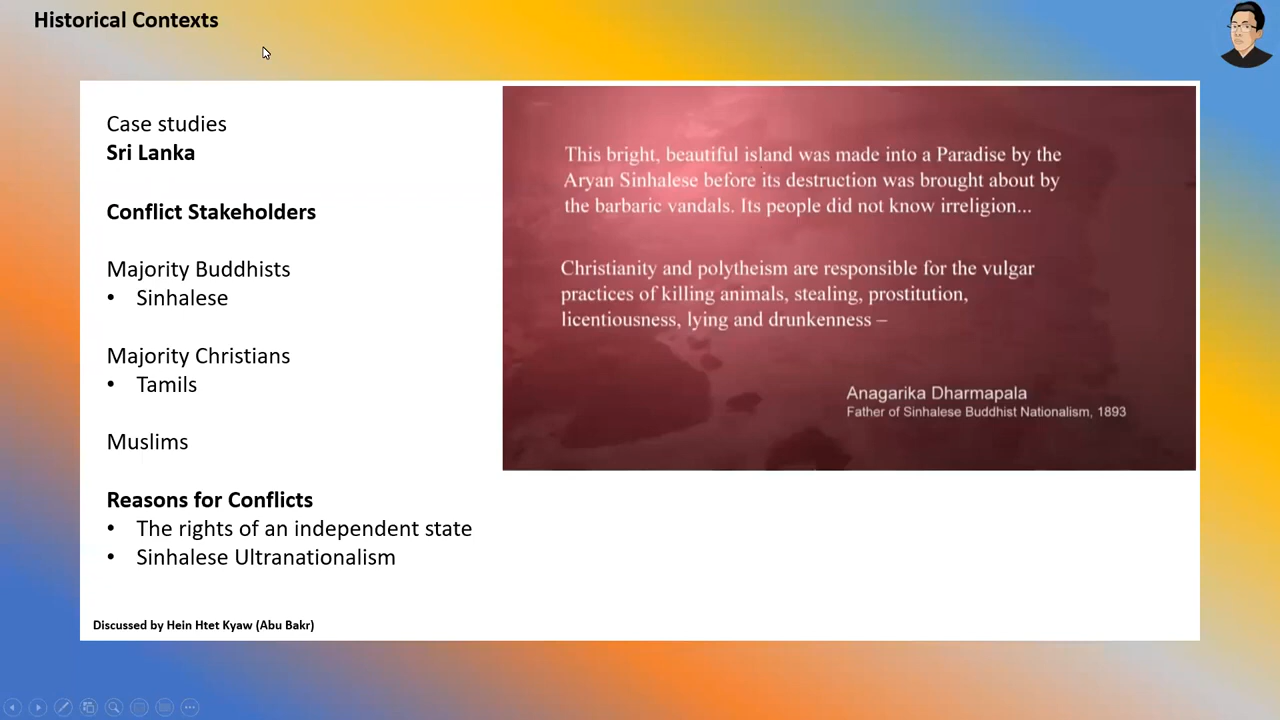 Historical Contexts
Case studies
Sri Lanka
Conflict Stakeholders
Majority Buddhists
• Sinhalese
Majority Christians
• Tamils
Muslims
Reasons for Conflicts
• The rights of an independent state
• Sinhalese Ultranationalism
This bright, beautiful island was made into a Paradise by the
Aryan Sinhalese before its destruction was brought about by
the barbaric vandals. Its people did not know irreligion...
Christianity and polytheism are responsible for the vulgar
practices of killing animals, stealing, prostitution,
licentiousness, lying and drunkenness –
Anagarika Dharmapala
Father of Sinhalese Buddhist Nationalism, 1893
Discussed by Hein Htet Kyaw (Abu Bakr)